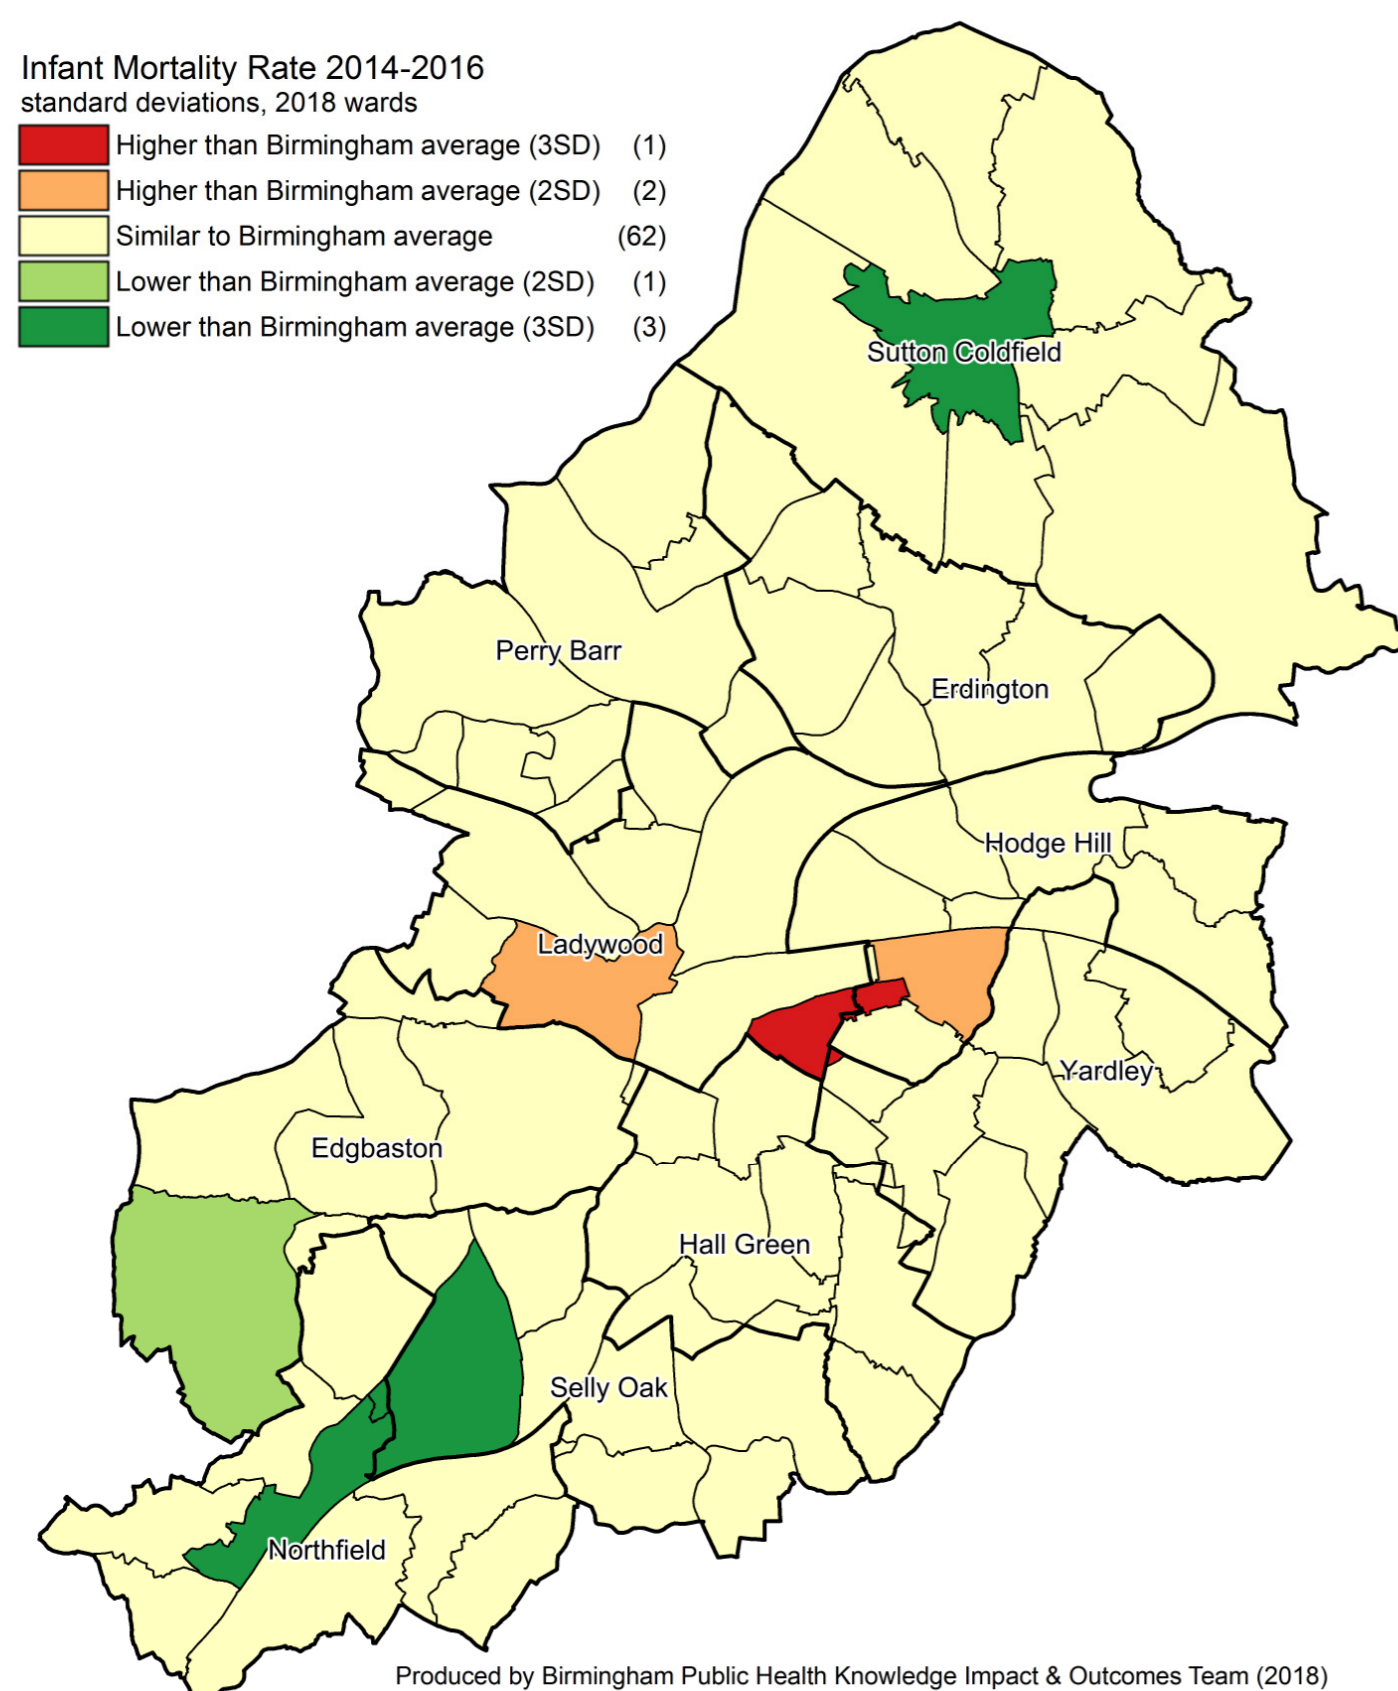 Infant Mortality Rate 2014-2016
standard deviations, 2018 wards
Higher than Birmingham average (3SD) (1)
Higher than Birmingham average (2SD) (2)
Similar to Birmingham average (62)
Lower than Birmingham average (2SD) (1)
Lower than Birmingham average (3SD) (3)
Sutton Coldfield
Perry Barr
Erdington
Hodge Hill
Ladywood
Yardley
Edgbaston
Hall Green
Selly Oak
Northfield
Produced by Birmingham Public Health Knowledge Impact & Outcomes Team (2018)